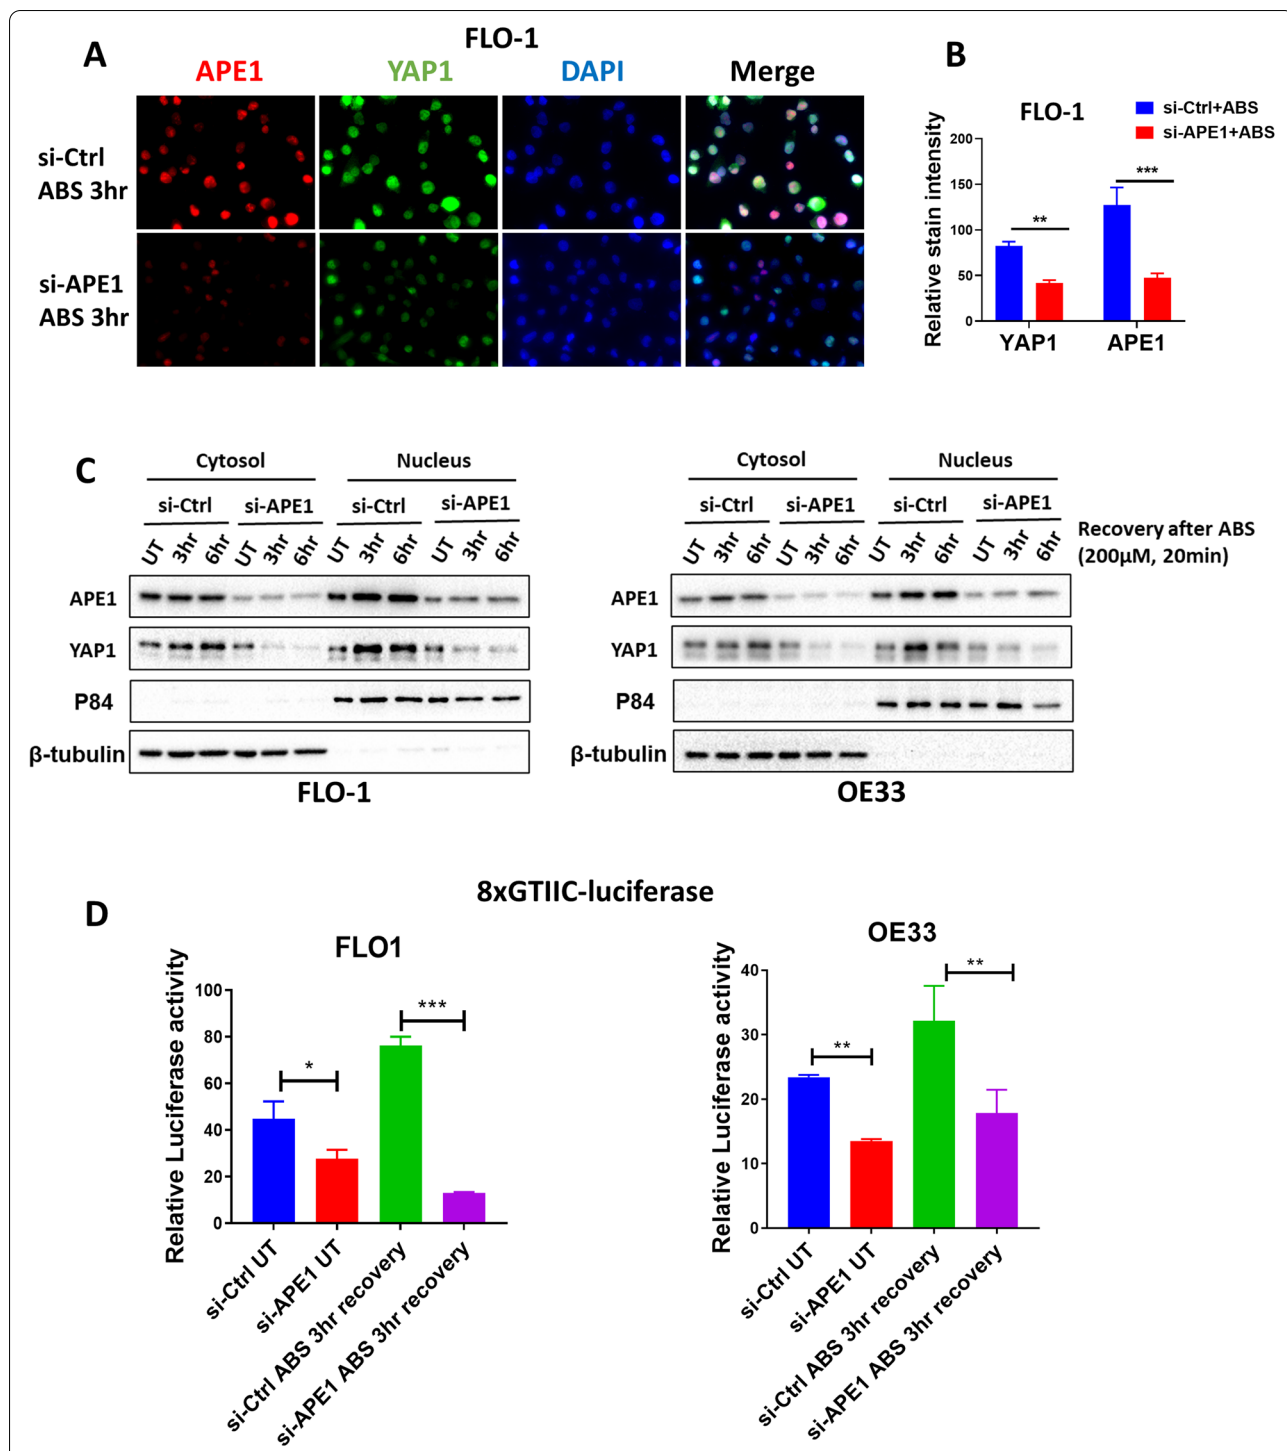 A
FLO-1
APE1 YAP1 DAPI Merge
si-Ctrl
ABS 3hr
si-APE1
ABS 3hr
B
FLO-1
si-Ctrl+ABS
si-APE1+ABS
Relative stain intensity
200
150
100
50
0
**
***
YAP1 APE1
C
Cytosol Nucleus
si-Ctrl si-APE1 si-Ctrl si-APE1
UT 3hr 6hr UT 3hr 6hr UT 3hr 6hr UT 3hr 6hr
APE1
YAP1
P84
β-tubulin
FLO-1
Cytosol Nucleus
si-Ctrl si-APE1 si-Ctrl si-APE1
UT 3hr 6hr UT 3hr 6hr UT 3hr 6hr UT 3hr 6hr
Recovery after ABS
(200μM, 20min)
APE1
YAP1
P84
β-tubulin
OE33
D
8xGTIIC-luciferase
FLO1
Relative Luciferase activity
100
80
60
40
20
0
*
***
si-Ctrl UT
si-APE1 UT
si-Ctrl ABS 3hr recovery
si-APE1 ABS 3hr recovery
OE33
Relative Luciferase activity
40
30
20
10
0
**
**
si-Ctrl UT
si-APE1 UT
si-Ctrl ABS 3hr recovery
si-APE1 ABS 3hr recovery